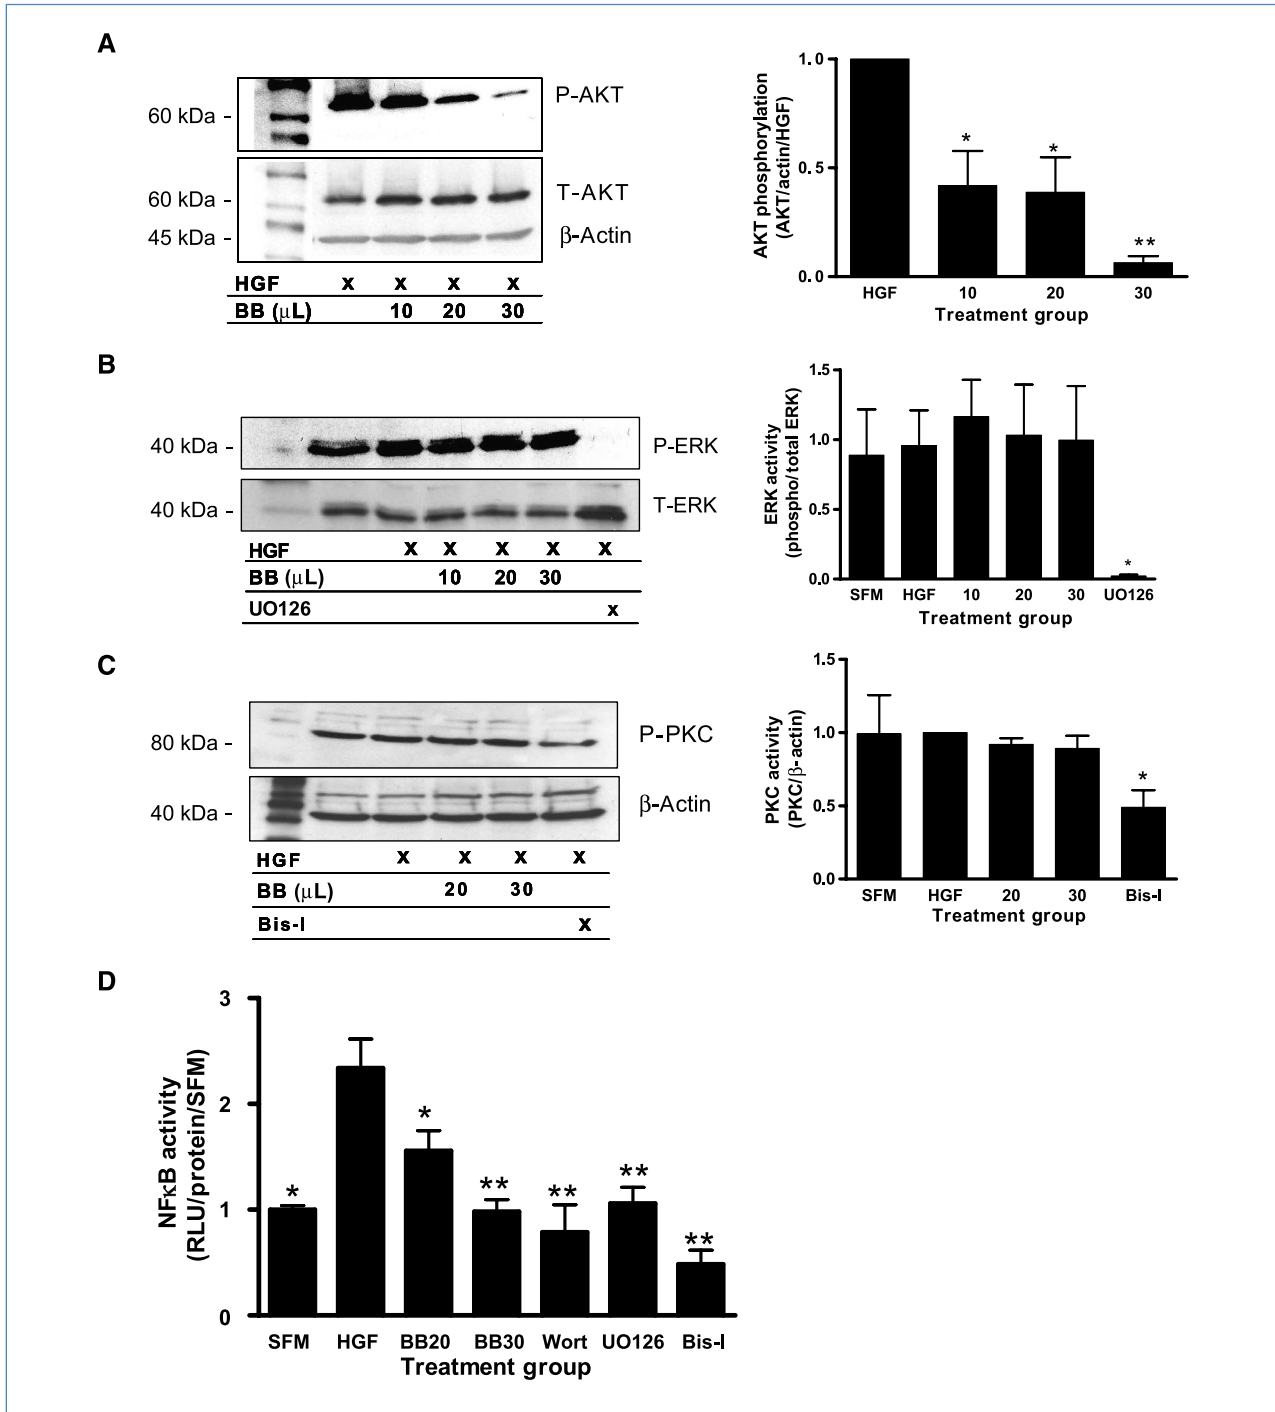 A
P-AKT
60 kDa -
T-AKT
60 kDa -
45 kDa -
β-Actin
HGF x x x x
BB (μL) 10 20 30
AKT phosphorylation
(AKT/actin/HGF)
1.0
0.5
0.0
* * **
HGF 10 20 30
Treatment group
B
40 kDa -
P-ERK
40 kDa -
T-ERK
HGF x x x x x
BB (μL) 10 20 30
UO126 x
ERK activity
(phospho/total ERK)
1.5
1.0
0.5
0.0
*
SFM HGF 10 20 30 UO126
Treatment group
C
80 kDa -
P-PKC
40 kDa -
β-Actin
HGF x x x x
BB (μL) 20 30
Bis-I x
PKC activity
(PKC/β-actin)
1.5
1.0
0.5
0.0
*
SFM HGF 20 30 Bis-I
Treatment group
D
NFκB activity
(RLU/protein/SFM)
3
2
1
0
* * ** ** ** **
SFM HGF BB20 BB30 Wort UO126 Bis-I
Treatment group